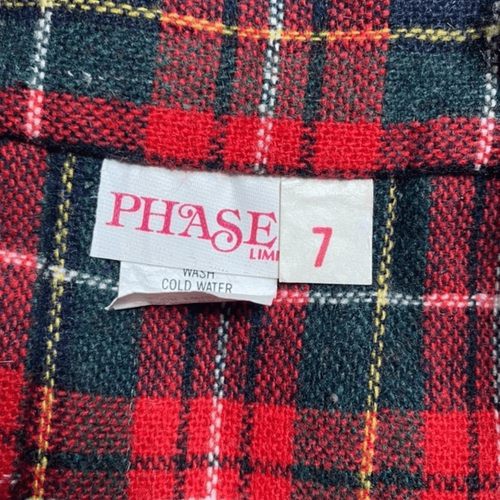 PHASE
LIMI
7
WASH
COLD WATER